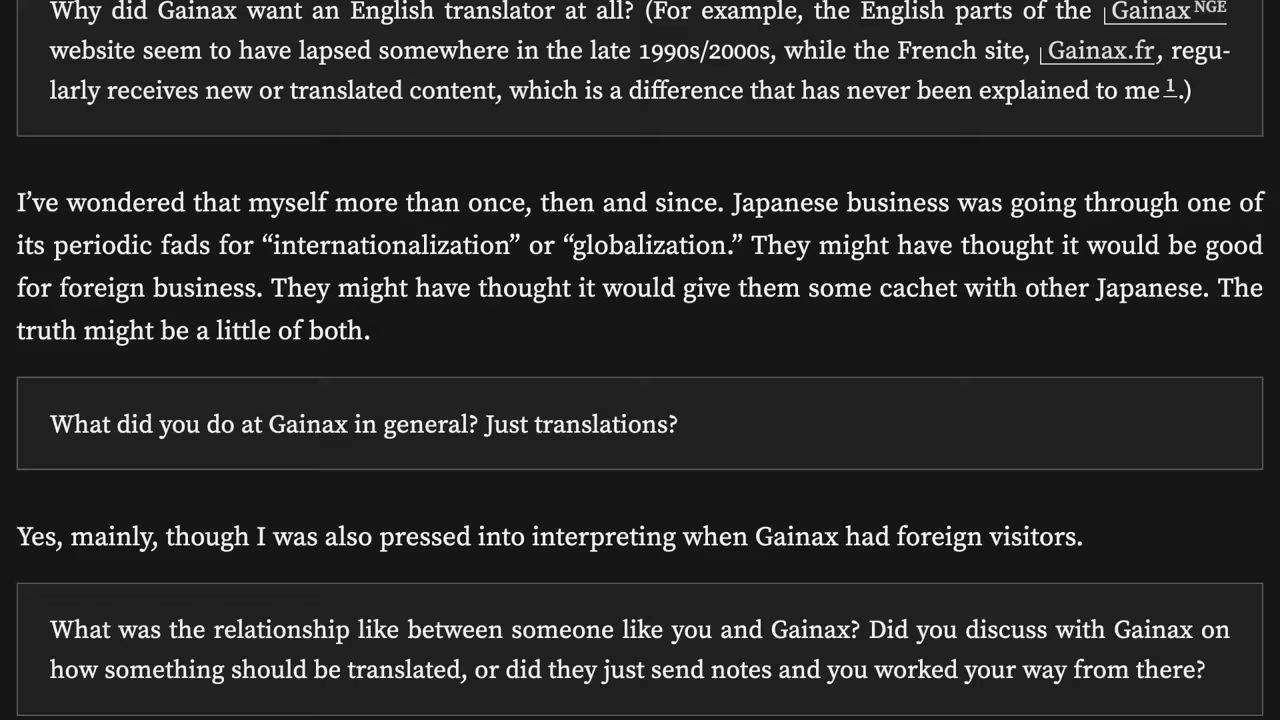 Why did Gainax want an English translator at all? (For example, the English parts of the Gainax NGE
website seem to have lapsed somewhere in the late 1990s/2000s, while the French site, Gainax.fr, regu-
larly receives new or translated content, which is a difference that has never been explained to me 1.)
I’ve wondered that myself more than once, then and since. Japanese business was going through one of
its periodic fads for “internationalization” or “globalization.” They might have thought it would be good
for foreign business. They might have thought it would give them some cachet with other Japanese. The
truth might be a little of both.
What did you do at Gainax in general? Just translations?
Yes, mainly, though I was also pressed into interpreting when Gainax had foreign visitors.
What was the relationship like between someone like you and Gainax? Did you discuss with Gainax on
how something should be translated, or did they just send notes and you worked your way from there?